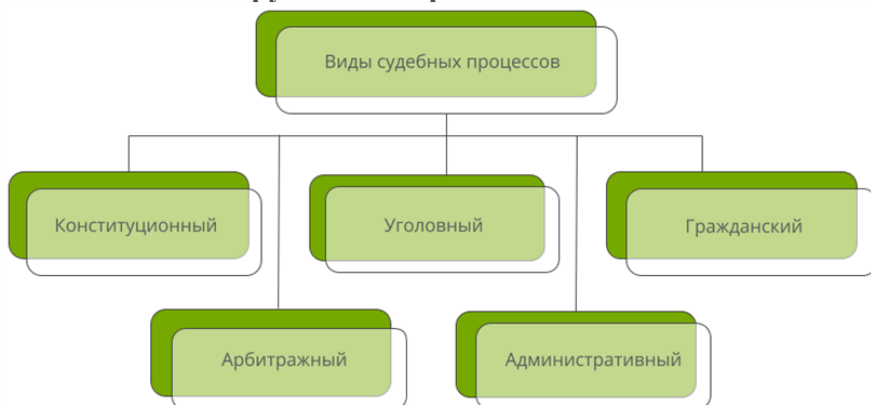 Виды судебных процессов
Конституционный
Уголовный
Гражданский
Арбитражный
Административный